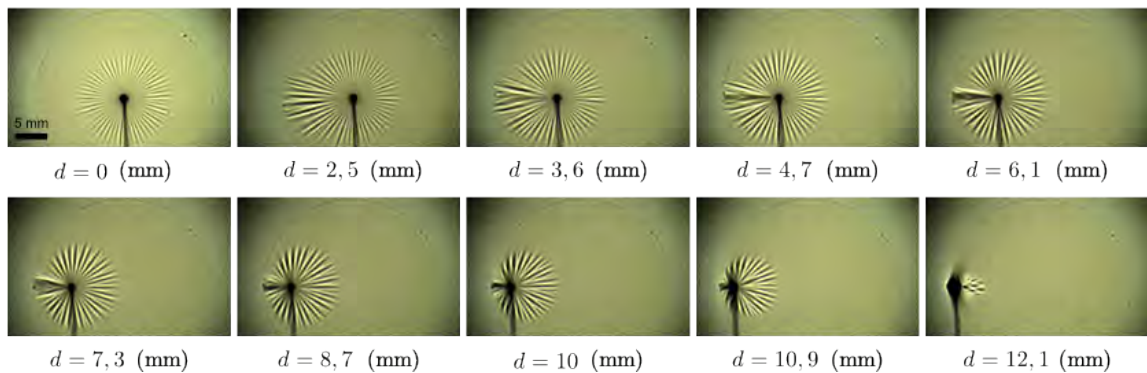 5 mm
d = 0 (mm)
d = 2, 5 (mm)
d = 3, 6 (mm)
d = 4, 7 (mm)
d = 6, 1 (mm)
d = 7, 3 (mm)
d = 8, 7 (mm)
d = 10 (mm)
d = 10, 9 (mm)
d = 12, 1 (mm)